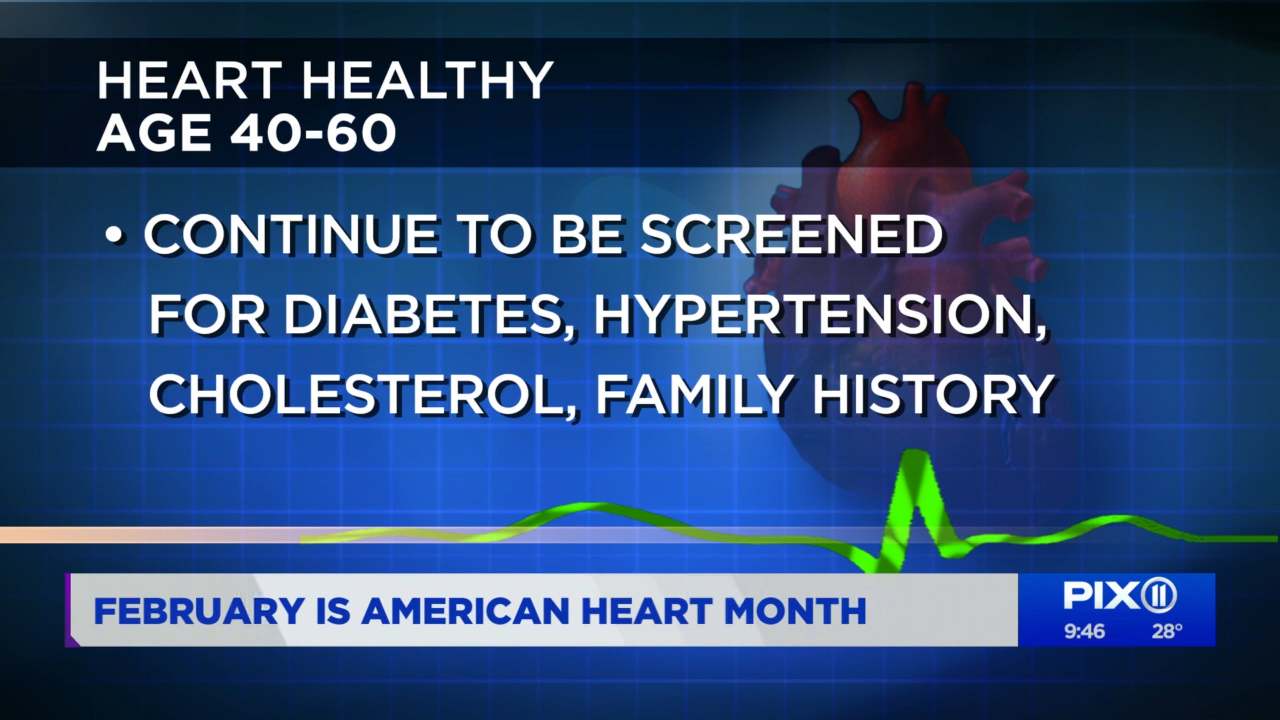 HEART HEALTHY
AGE 40-60
• CONTINUE TO BE SCREENED
FOR DIABETES, HYPERTENSION,
CHOLESTEROL, FAMILY HISTORY
FEBRUARY IS AMERICAN HEART MONTH
PIX11
9:46 28°